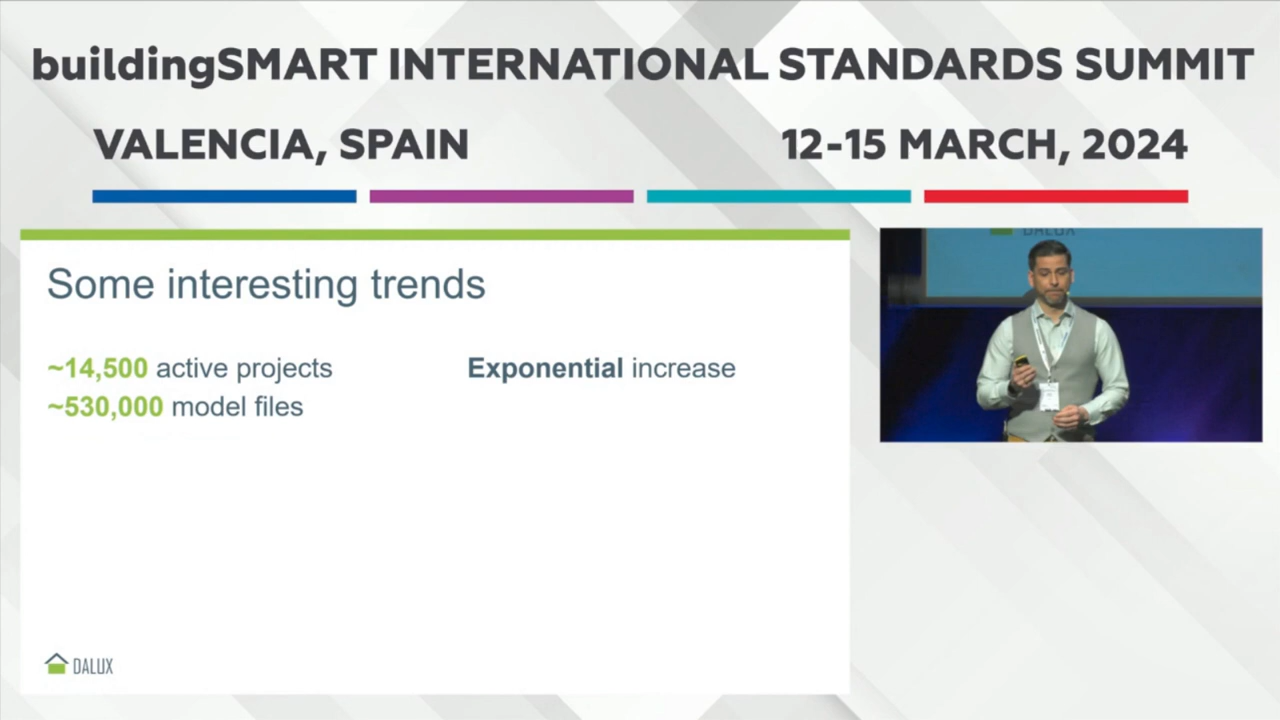 buildingSMART INTERNATIONAL STANDARDS SUMMIT
VALENCIA, SPAIN 12-15 MARCH, 2024
Some interesting trends
~14,500 active projects Exponential increase
~530,000 model files
DALUX
DALUX